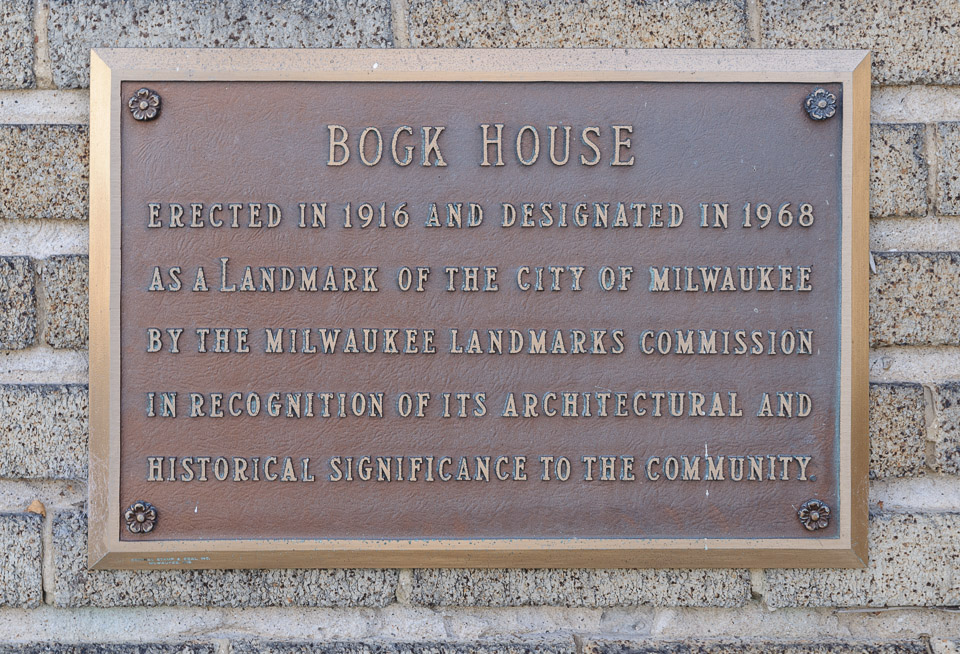 BOGK HOUSE
ERECTED IN 1916 AND DESIGNATED IN 1968
AS A LANDMARK OF THE CITY OF MILWAUKEE
BY THE MILWAUKEE LANDMARKS COMMISSION
IN RECOGNITION OF ITS ARCHITECTURAL AND
HISTORICAL SIGNIFICANCE TO THE COMMUNITY.